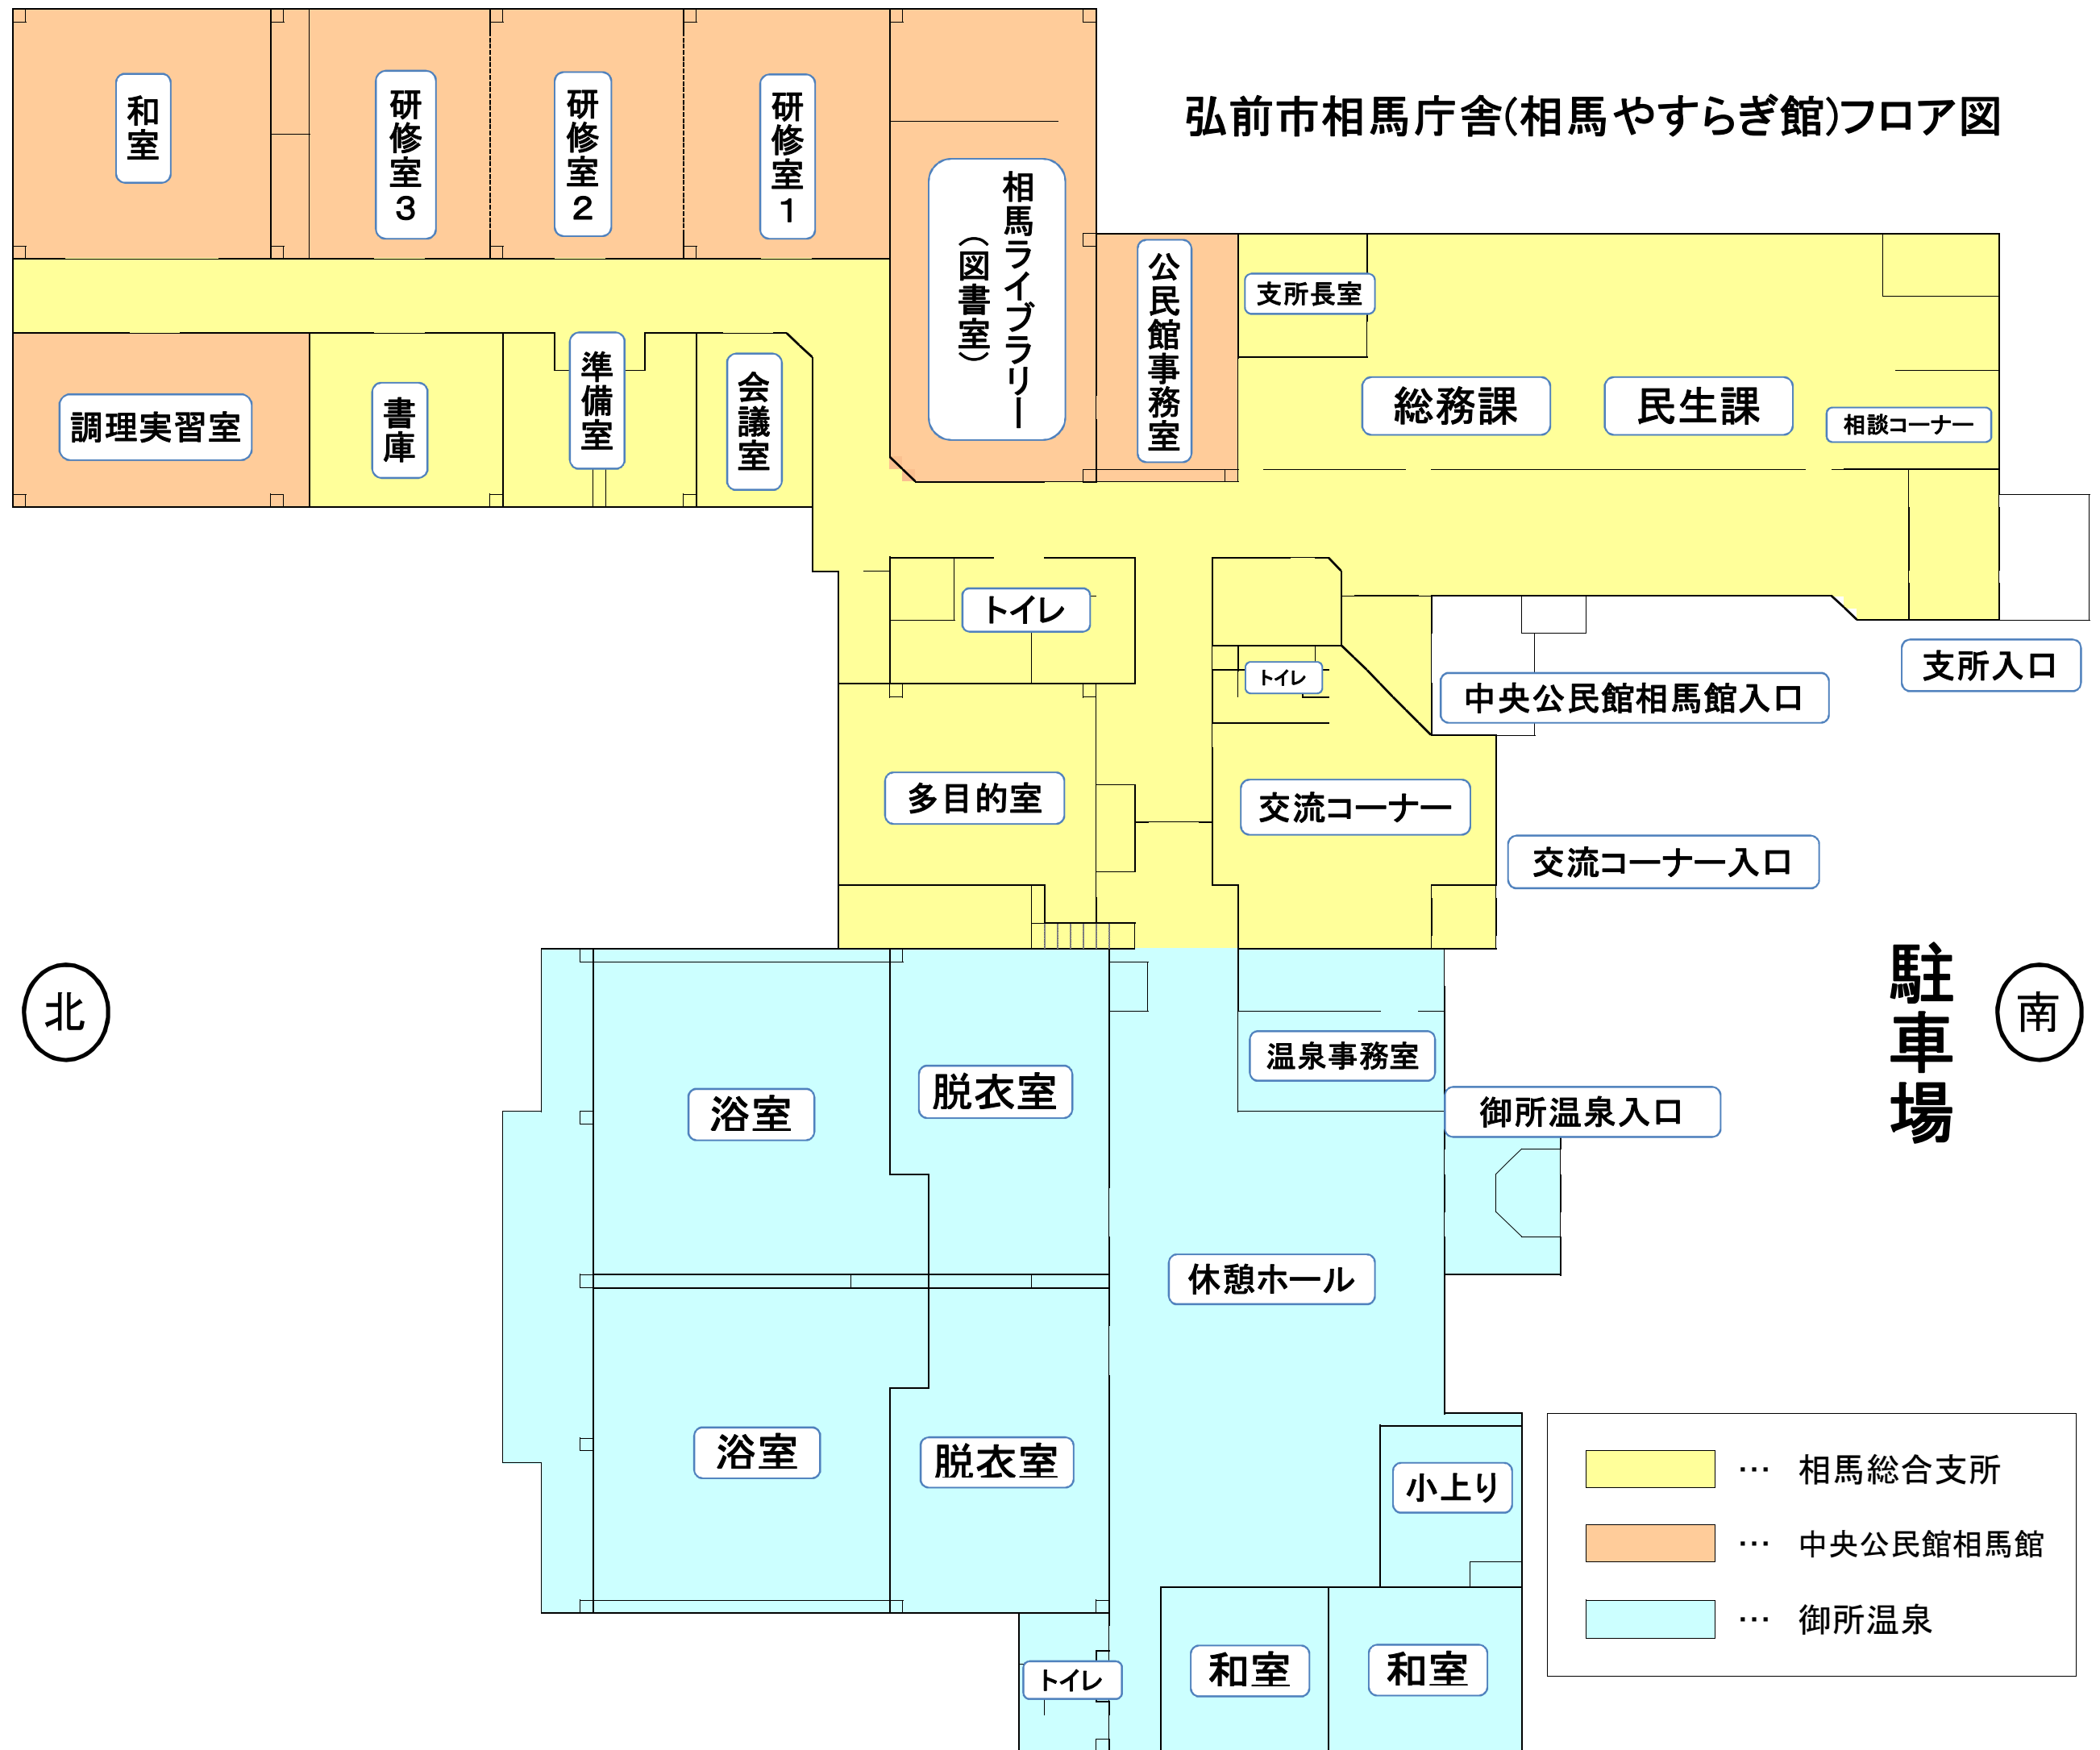 弘前市相馬庁舎(相馬やすらぎ館)フロア図
和室
研修室3
研修室2
研修室1
相馬ライブラリー
(図書室)
公民館事務室
支所長室
総務課
民生課
相談コーナー
調理実習室
書庫
準備室
会議室
トイレ
トイレ
支所入口
中央公民館相馬館入口
多目的室
交流コーナー
交流コーナー入口
北
駐車場
南
温泉事務室
浴室
脱衣室
御所温泉入口
休憩ホール
浴室
脱衣室
小上り
トイレ
和室
和室
… 相馬総合支所
… 中央公民館相馬館
… 御所温泉